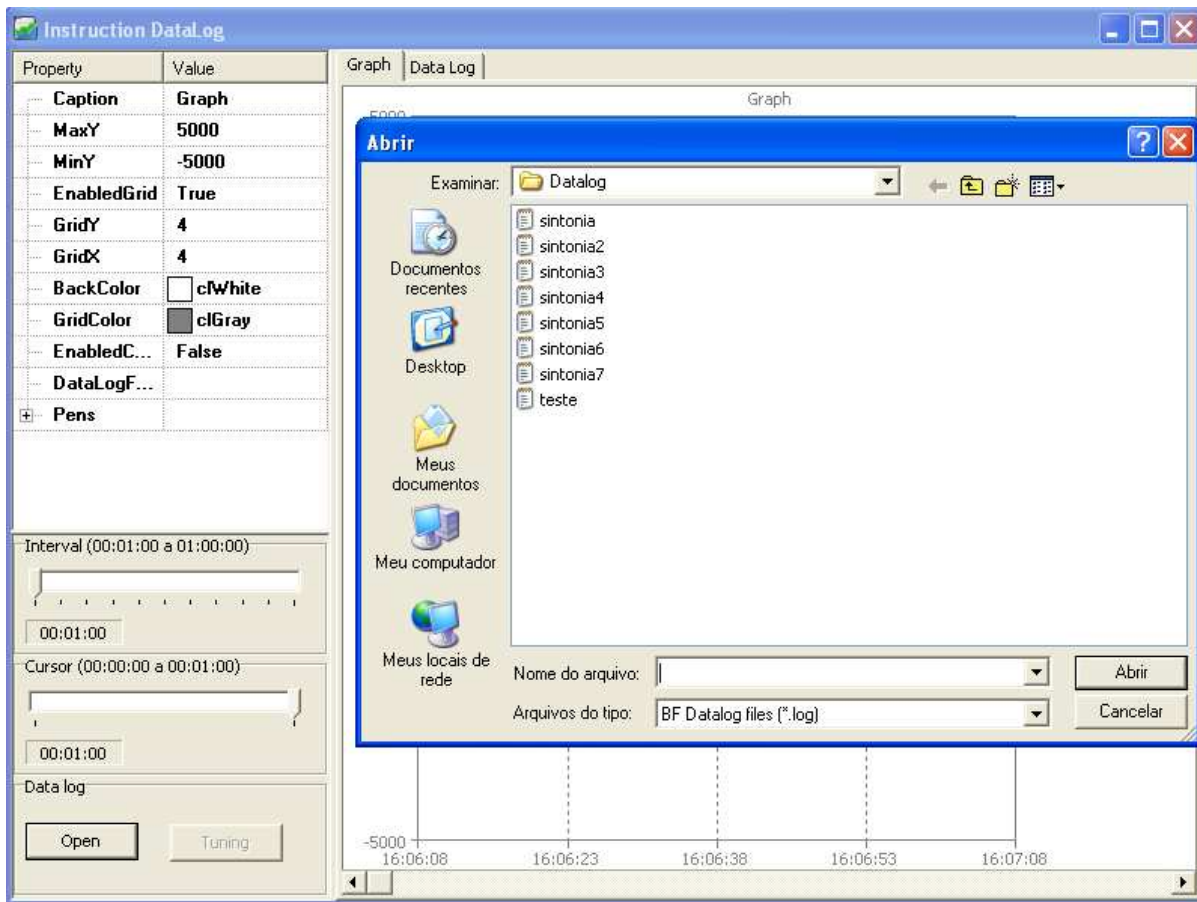 Instruction DataLog
Property Value
Caption Graph
MaxY 5000
MinY -5000
EnabledGrid True
GridY 4
GridX 4
BackColor clWhite
GridColor clGray
EnabledC... False
DataLogF...
Pens
Interval (00:01:00 a 01:00:00)
00:01:00
Cursor (00:00:00 a 00:01:00)
00:01:00
Data log
Open Tuning
Graph Data Log
Graph
5000
Abrir
Examinar: Datalog
Documentos
recentes
Desktop
Meus
documentos
Meu computador
Meus locais de
rede
sintonia
sintonia2
sintonia3
sintonia4
sintonia5
sintonia6
sintonia7
teste
Nome do arquivo: Abrir
Arquivos do tipo: BF Datalog files (*.log) Cancelar
-5000
16:06:08 16:06:23 16:06:38 16:06:53 16:07:08